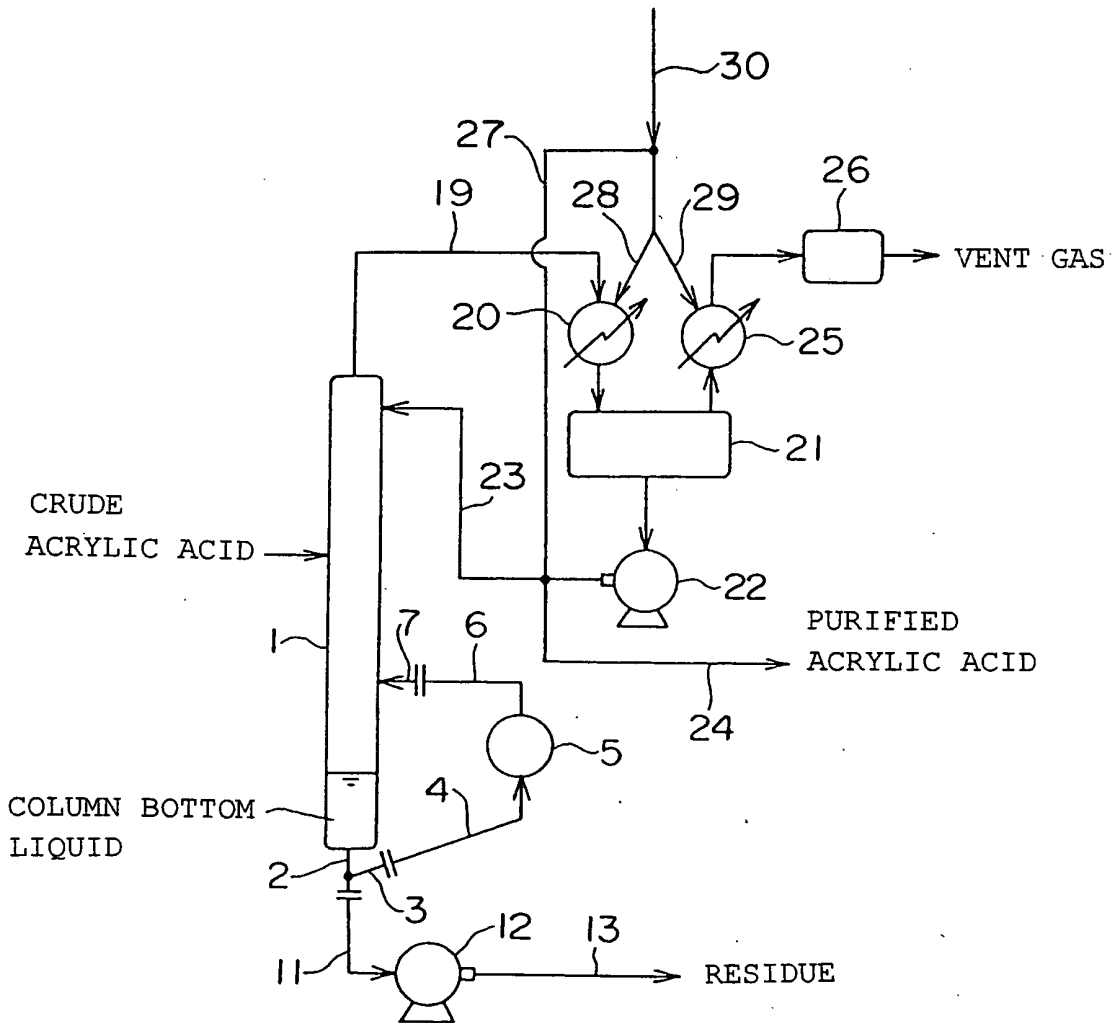 30
27
19
28
29
26
VENT GAS
20
25
21
23
CRUDE
ACRYLIC ACID
22
PURIFIED
ACRYLIC ACID
1
7
6
24
5
4
COLUMN BOTTOM
LIQUID
2
3
12
13
11
RESIDUE